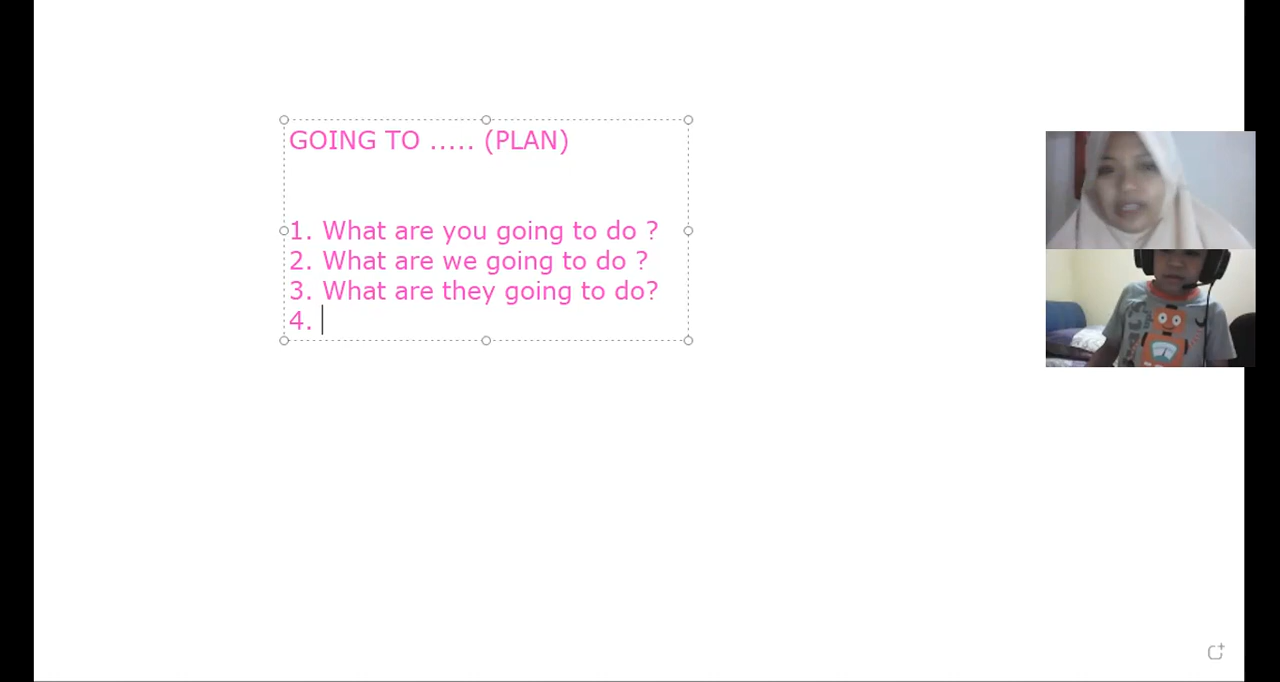 GOING TO ..... (PLAN)
1. What are you going to do ?
2. What are we going to do ?
3. What are they going to do?
4.